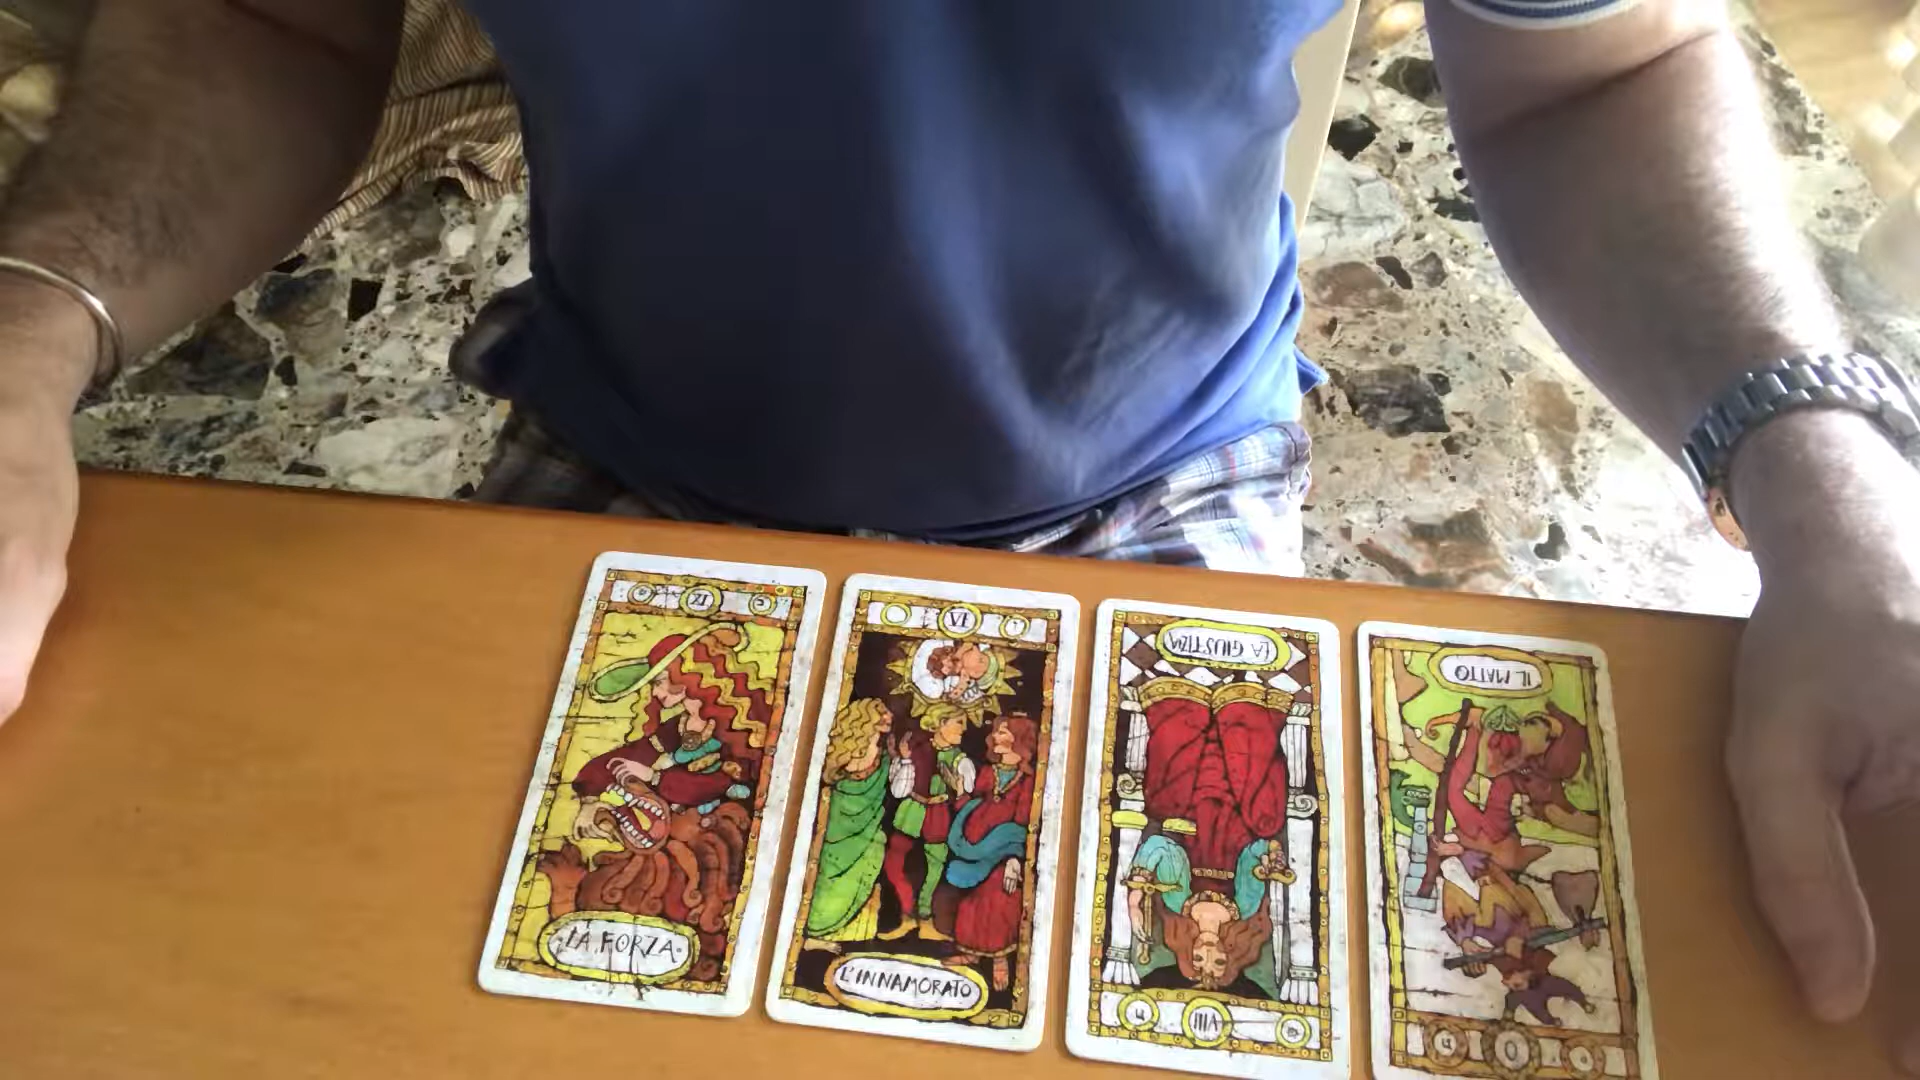 XI
LA FORZA
VI
L'INNAMORATO
LA GIUSTIZIA
VIII
IL MATTO
0